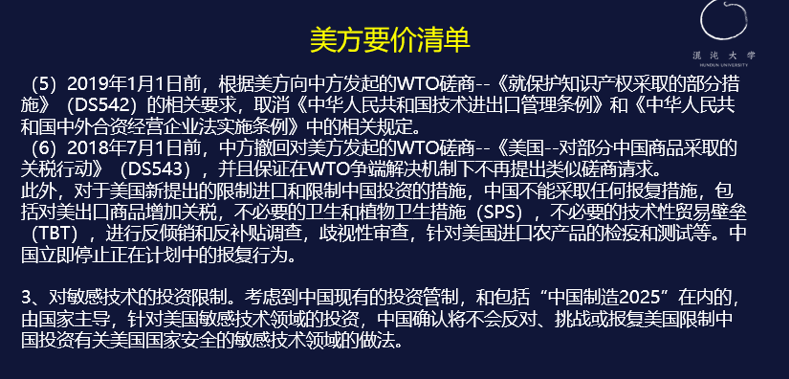 美方要价清单
混沌大学
HUNDUN UNIVERSITY
（5）2019年1月1日前，根据美方向中方发起的WTO磋商--《就保护知识产权采取的部分措
施》（DS542）的相关要求，取消《中华人民共和国技术进出口管理条例》和《中华人民共
和国中外合资经营企业法实施条例》中的相关规定。
（6）2018年7月1日前，中方撤回对美方发起的WTO磋商--《美国--对部分中国商品采取的
关税行动》（DS543），并且保证在WTO争端解决机制下不再提出类似磋商请求。
此外，对于美国新提出的限制进口和限制中国投资的措施，中国不能采取任何报复措施，包
括对美出口商品增加关税，不必要的卫生和植物卫生措施（SPS），不必要的技术性贸易壁垒
（TBT），进行反倾销和反补贴调查，歧视性审查，针对美国进口农产品的检疫和测试等。中
国立即停止正在计划中的报复行为。
3、对敏感技术的投资限制。考虑到中国现有的投资管制，和包括“中国制造2025”在内的，
由国家主导，针对美国敏感技术领域的投资，中国确认将不会反对、挑战或报复美国限制中
国投资有关美国国家安全的敏感技术领域的做法。